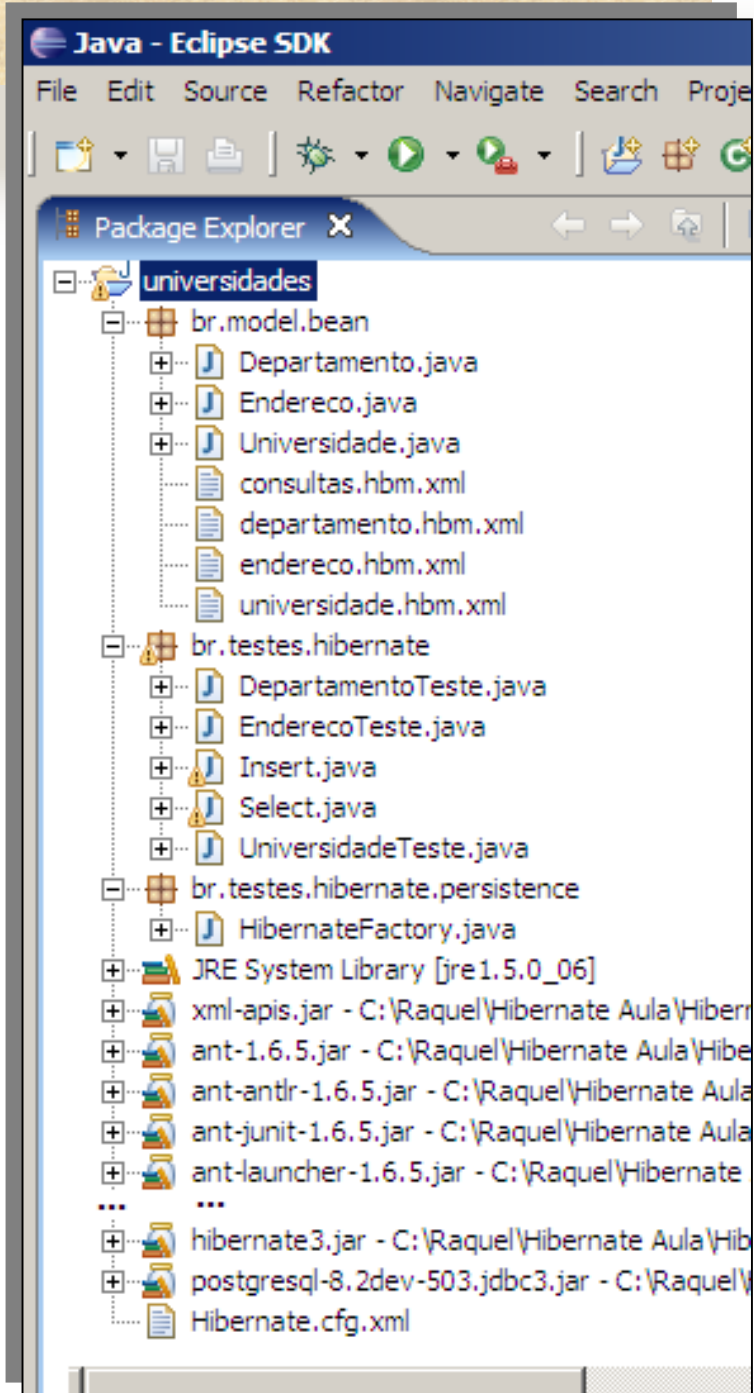 Java - Eclipse SDK
File Edit Source Refactor Navigate Search Proje
Package Explorer
universidades
br.model.bean
Departamento.java
Endereco.java
Universidade.java
consultas.hbm.xml
departamento.hbm.xml
endereco.hbm.xml
universidade.hbm.xml
br.testes.hibernate
DepartamentoTeste.java
EnderecoTeste.java
Insert.java
Select.java
UniversidadeTeste.java
br.testes.hibernate.persistence
HibernateFactory.java
JRE System Library [jre1.5.0_06]
xml-apis.jar - C:\Raquel\Hibernate Aula\Hibern
ant-1.6.5.jar - C:\Raquel\Hibernate Aula\Hibe
ant-antlr-1.6.5.jar - C:\Raquel\Hibernate Aula
ant-junit-1.6.5.jar - C:\Raquel\Hibernate Aula
ant-launcher-1.6.5.jar - C:\Raquel\Hibernate
... ...
hibernate3.jar - C:\Raquel\Hibernate Aula\Hib
postgresql-8.2dev-503.jdbc3.jar - C:\Raquel\
Hibernate.cfg.xml